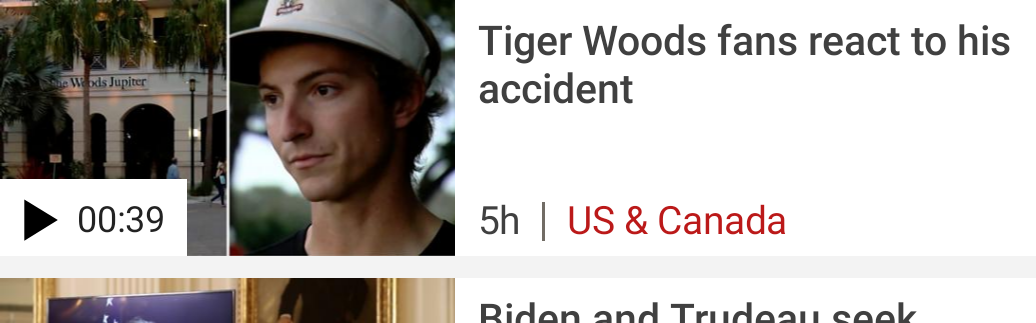 The Woods Jupiter
Tiger Woods fans react to his
accident
00:39
5h | US & Canada
Biden and Trudeau seek